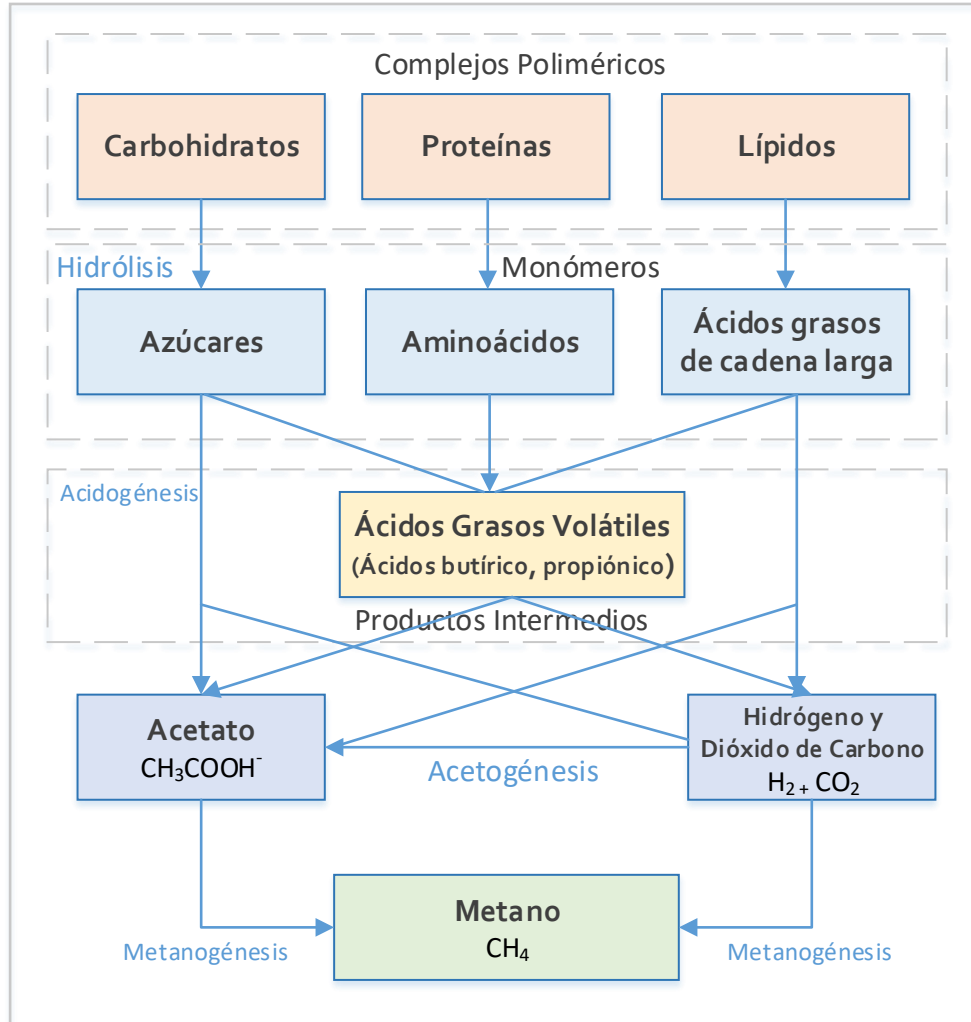 Complejos Poliméricos
Carbohidratos
Proteínas
Lípidos
Hidrólisis
Monómeros
Azúcares
Aminoácidos
Ácidos grasos
de cadena larga
Acidogénesis
Ácidos Grasos Volátiles
(Ácidos butírico, propiónico)
Productos Intermedios
Acetato
CH₃COOH⁻
Acetogénesis
Hidrógeno y
Dióxido de Carbono
H₂ ₊ CO₂
Metano
CH₄
Metanogénesis
Metanogénesis